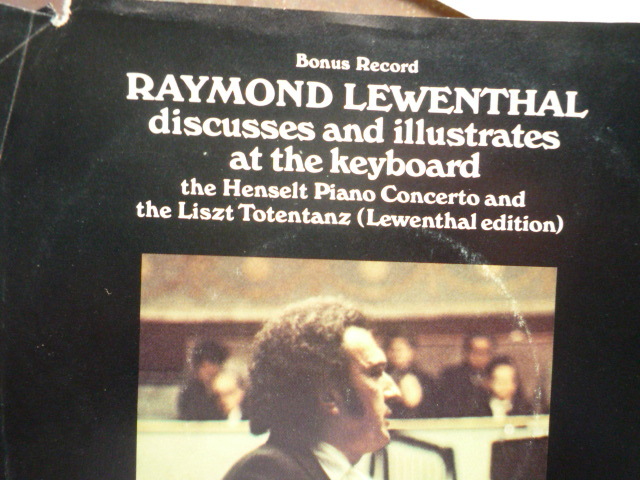 Bonus Record
RAYMOND LEWENTHAL
discusses and illustrates
at the keyboard
the Henselt Piano Concerto and
the Liszt Totentanz (Lewenthal edition)